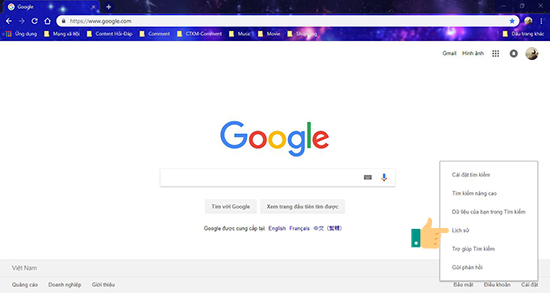 Google
https://www.google.com
Ứng dụng Mạng xã hội Content Hỏi-Đáp Comment CTXM-Comment Music Movie Dấu trang khác
Gmail Hình ảnh
Google
Cài đặt tìm kiếm
Tìm kiếm nâng cao
Dữ liệu của bạn trong Tìm kiếm
Lịch sử
Trợ giúp Tìm kiếm
Gửi phản hồi
Tìm với Google Xem trang đầu tiên tìm được
Google được cung cấp tại: English Français 中文 (繁體)
Việt Nam
Quảng cáo Doanh nghiệp Giới thiệu Bảo mật Điều khoản Cài đặt